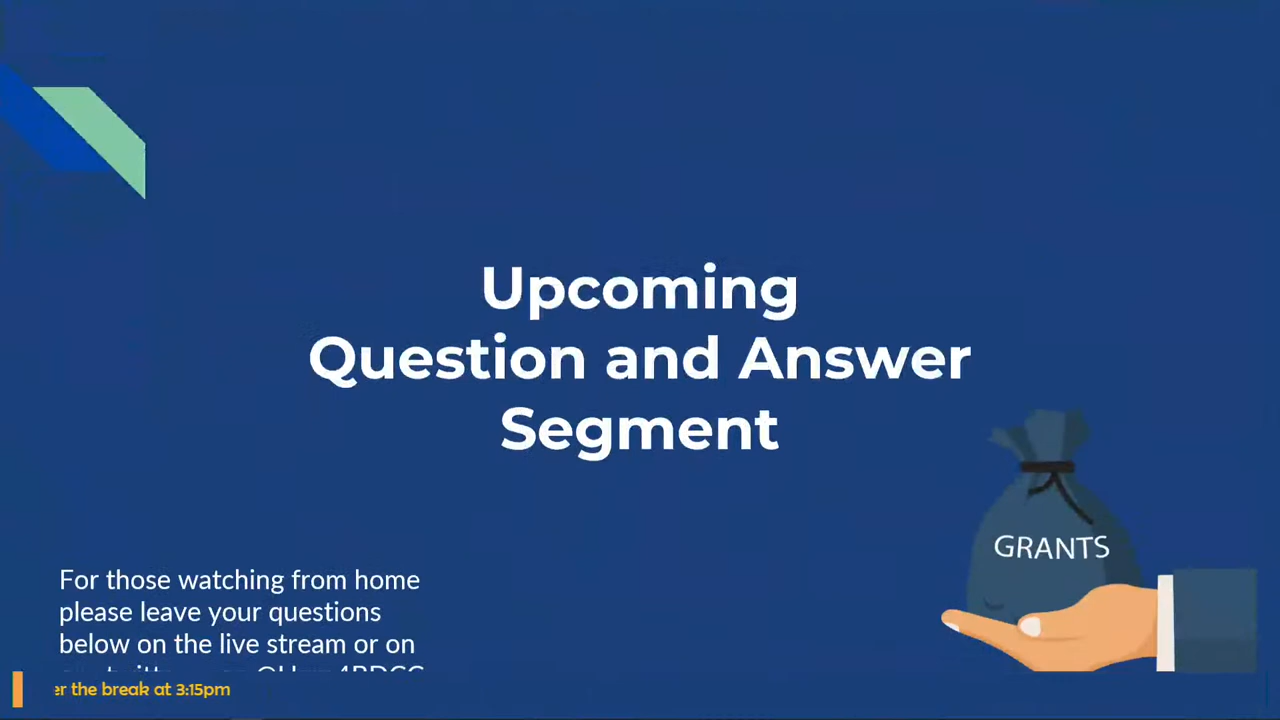 Upcoming
Question and Answer
Segment
GRANTS
For those watching from home
please leave your questions
below on the live stream or on
er the break at 3:15pm